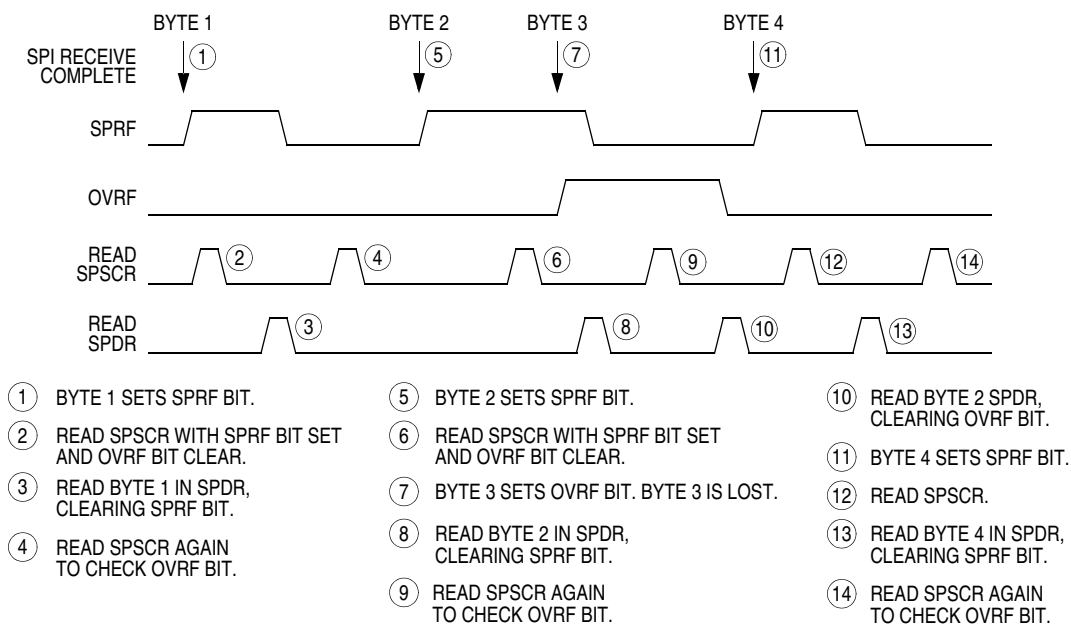 BYTE 1
BYTE 2
BYTE 3
BYTE 4
SPI RECEIVE
COMPLETE
1
5
7
11
SPRF
OVRF
READ
SPSCR
2
4
6
9
12
14
READ
SPDR
3
8
10
13
1 BYTE 1 SETS SPRF BIT.
2 READ SPSCR WITH SPRF BIT SET
AND OVRF BIT CLEAR.
3 READ BYTE 1 IN SPDR,
CLEARING SPRF BIT.
4 READ SPSCR AGAIN
TO CHECK OVRF BIT.
5 BYTE 2 SETS SPRF BIT.
6 READ SPSCR WITH SPRF BIT SET
AND OVRF BIT CLEAR.
7 BYTE 3 SETS OVRF BIT. BYTE 3 IS LOST.
8 READ BYTE 2 IN SPDR,
CLEARING SPRF BIT.
9 READ SPSCR AGAIN
TO CHECK OVRF BIT.
10 READ BYTE 2 SPDR,
CLEARING OVRF BIT.
11 BYTE 4 SETS SPRF BIT.
12 READ SPSCR.
13 READ BYTE 4 IN SPDR,
CLEARING SPRF BIT.
14 READ SPSCR AGAIN
TO CHECK OVRF BIT.